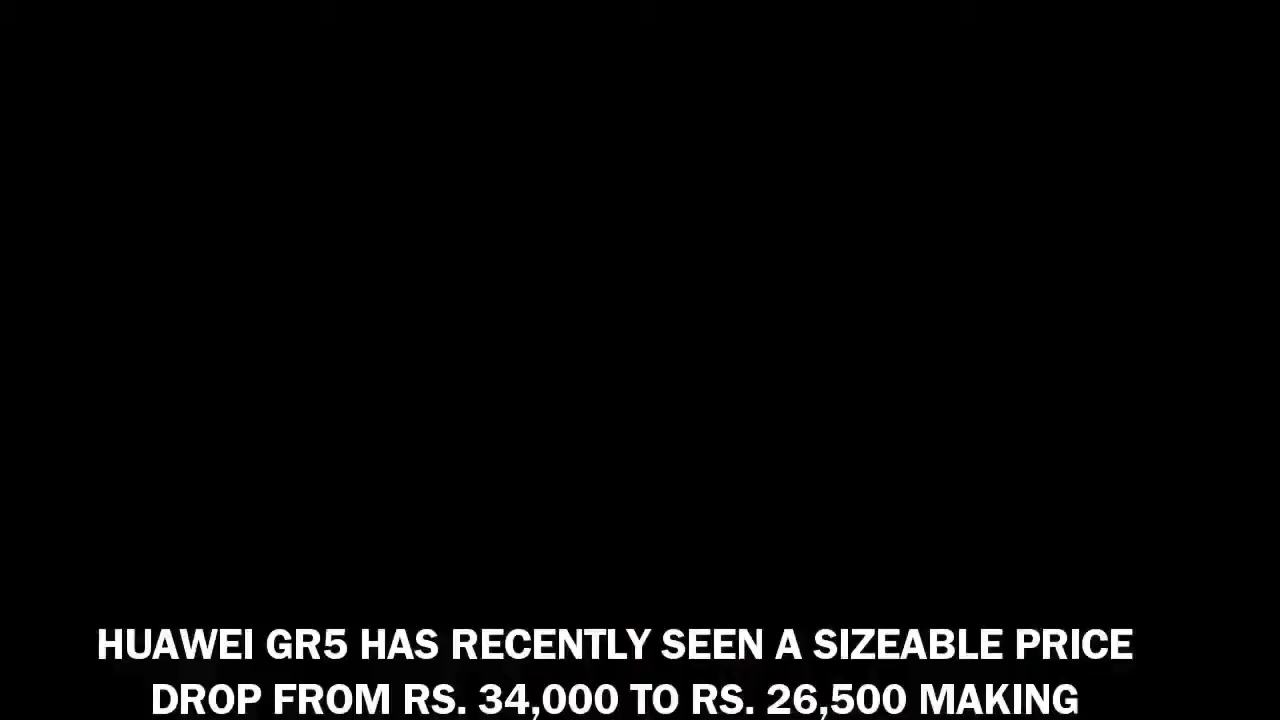 HUAWEI GR5 HAS RECENTLY SEEN A SIZEABLE PRICE
DROP FROM RS. 34,000 TO RS. 26,500 MAKING